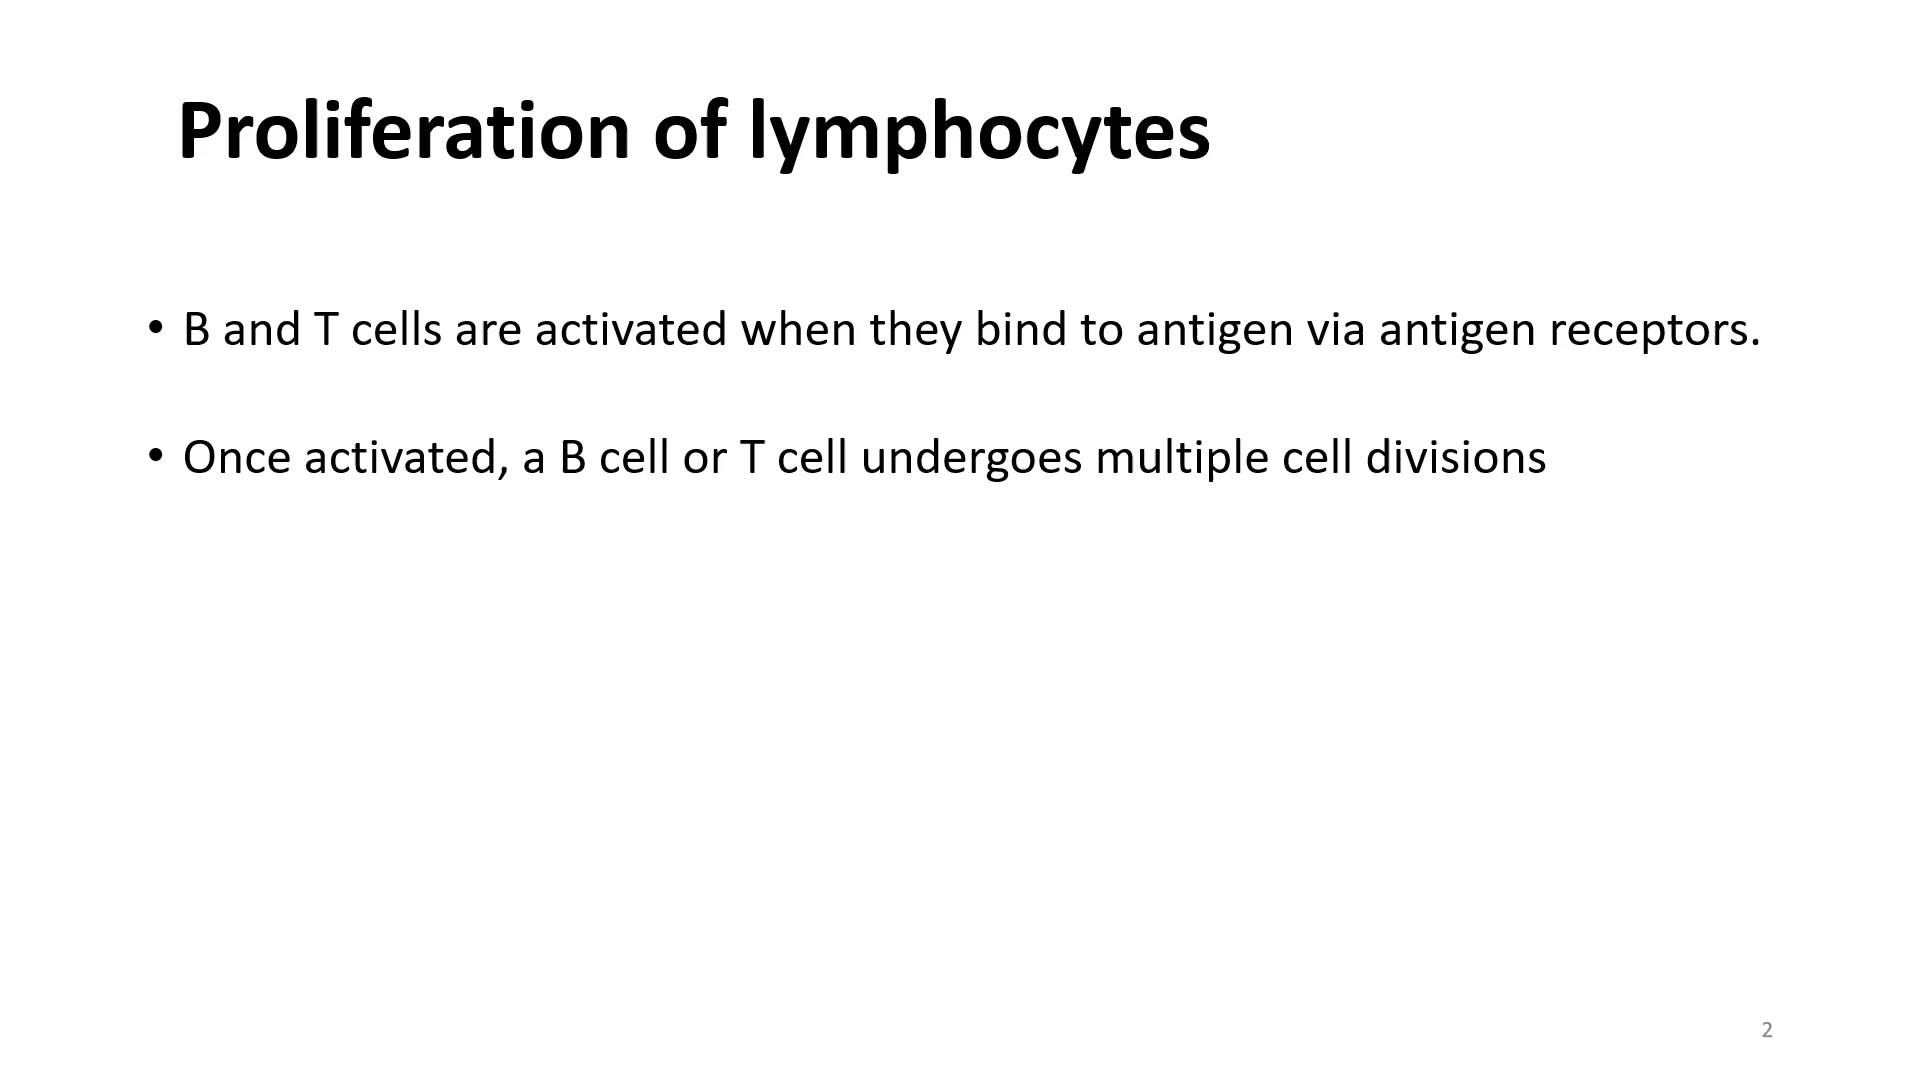 Proliferation of lymphocytes
• B and T cells are activated when they bind to antigen via antigen receptors.
• Once activated, a B cell or T cell undergoes multiple cell divisions
2